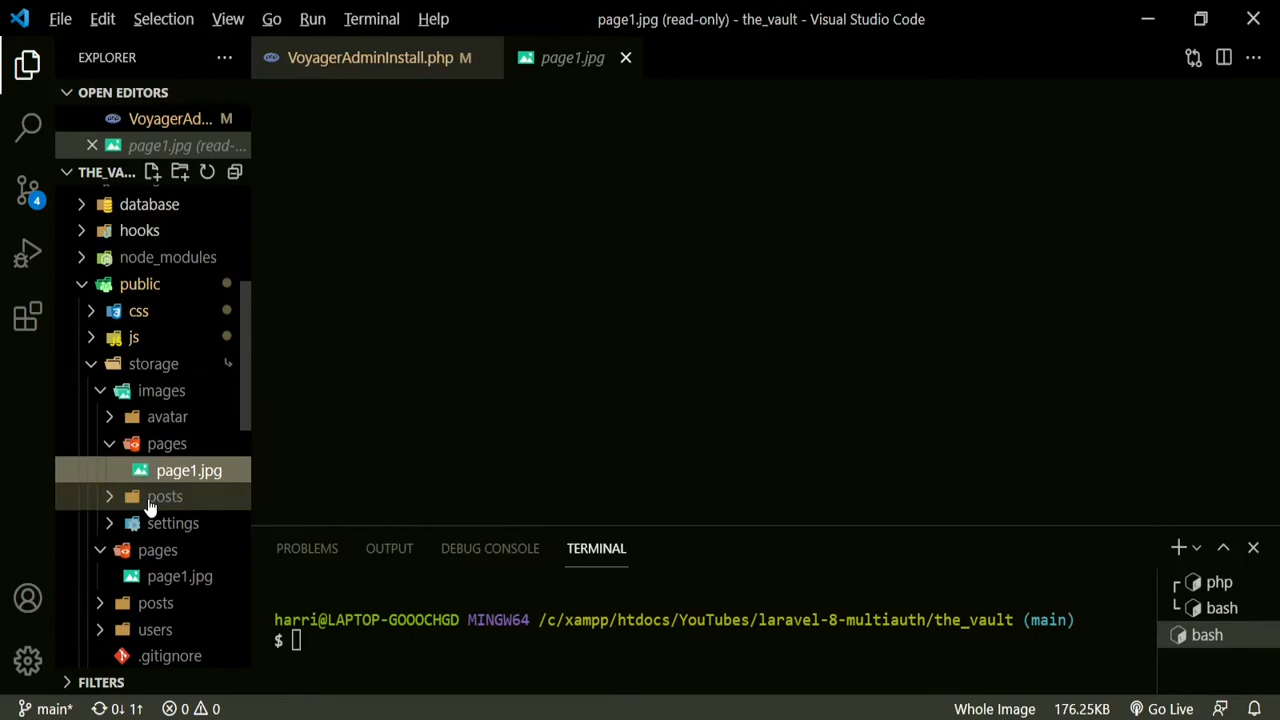 File Edit Selection View Go Run Terminal Help
page1.jpg (read-only) - the_vault - Visual Studio Code
EXPLORER
VoyagerAdminInstall.php M
page1.jpg
OPEN EDITORS
VoyagerAd... M
page1.jpg (read-...
THE_VA...
database
hooks
node_modules
public
css
js
storage
images
avatar
pages
page1.jpg
posts
settings
pages
page1.jpg
posts
users
.gitignore
FILTERS
4
PROBLEMS OUTPUT DEBUG CONSOLE TERMINAL
harri@LAPTOP-GOOOCHGD MINGW64 /c/xampp/htdocs/YouTubes/laravel-8-multiauth/the_vault (main)
$
php
bash
bash
main* 0↓ 1↑ 0 0
Whole Image 176.25KB Go Live